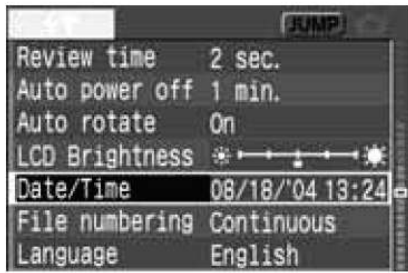 JUMP
Review time 2 sec.
Auto power off 1 min.
Auto rotate On
LCD Brightness
Date/Time 08/18/'04 13:24
File numbering Continuous
Language English